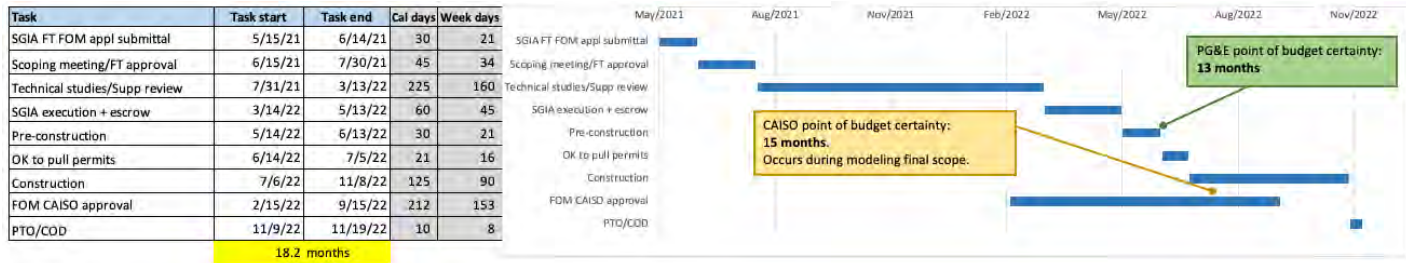 Task Task start Task end Cal days Week days
SGIA FT FOM appl submittal 5/15/21 6/14/21 30 21
Scoping meeting/FT approval 6/15/21 7/30/21 45 34
Technical studies/Supp review 7/31/21 3/13/22 225 160
SGIA execution + escrow 3/14/22 5/13/22 60 45
Pre-construction 5/14/22 6/13/22 30 21
OK to pull permits 6/14/22 7/5/22 21 16
Construction 7/6/22 11/8/22 125 90
FOM CAISO approval 2/15/22 9/15/22 212 153
PTO/COD 11/9/22 11/19/22 10 8
18.2 months
May/2021 Aug/2021 Nov/2021 Feb/2022 May/2022 Aug/2022 Nov/2022
SGIA FT FOM appl submittal
Scoping meeting/FT approval
Technical studies/Supp review
SGIA execution + escrow
Pre-construction
OK to pull permits
Construction
FOM CAISO approval
PTO/COD
PG&E point of budget certainty:
13 months
CAISO point of budget certainty:
15 months.
Occurs during modeling final scope.